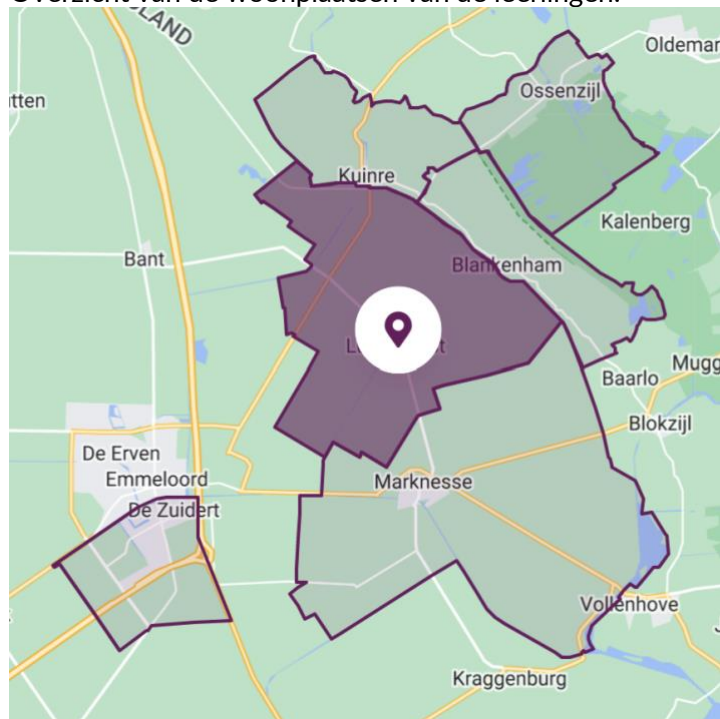 Overzicht van de woonplaatsen van de leerlingen.
Oldemar
Ossenzijl
Kuinre
Kalenberg
Bant
Blankenham
Mugg
Baarlo
Blokzijl
De Erven
Emmeloord
Marknesse
De Zuidert
Vollenhove
Kraggenburg